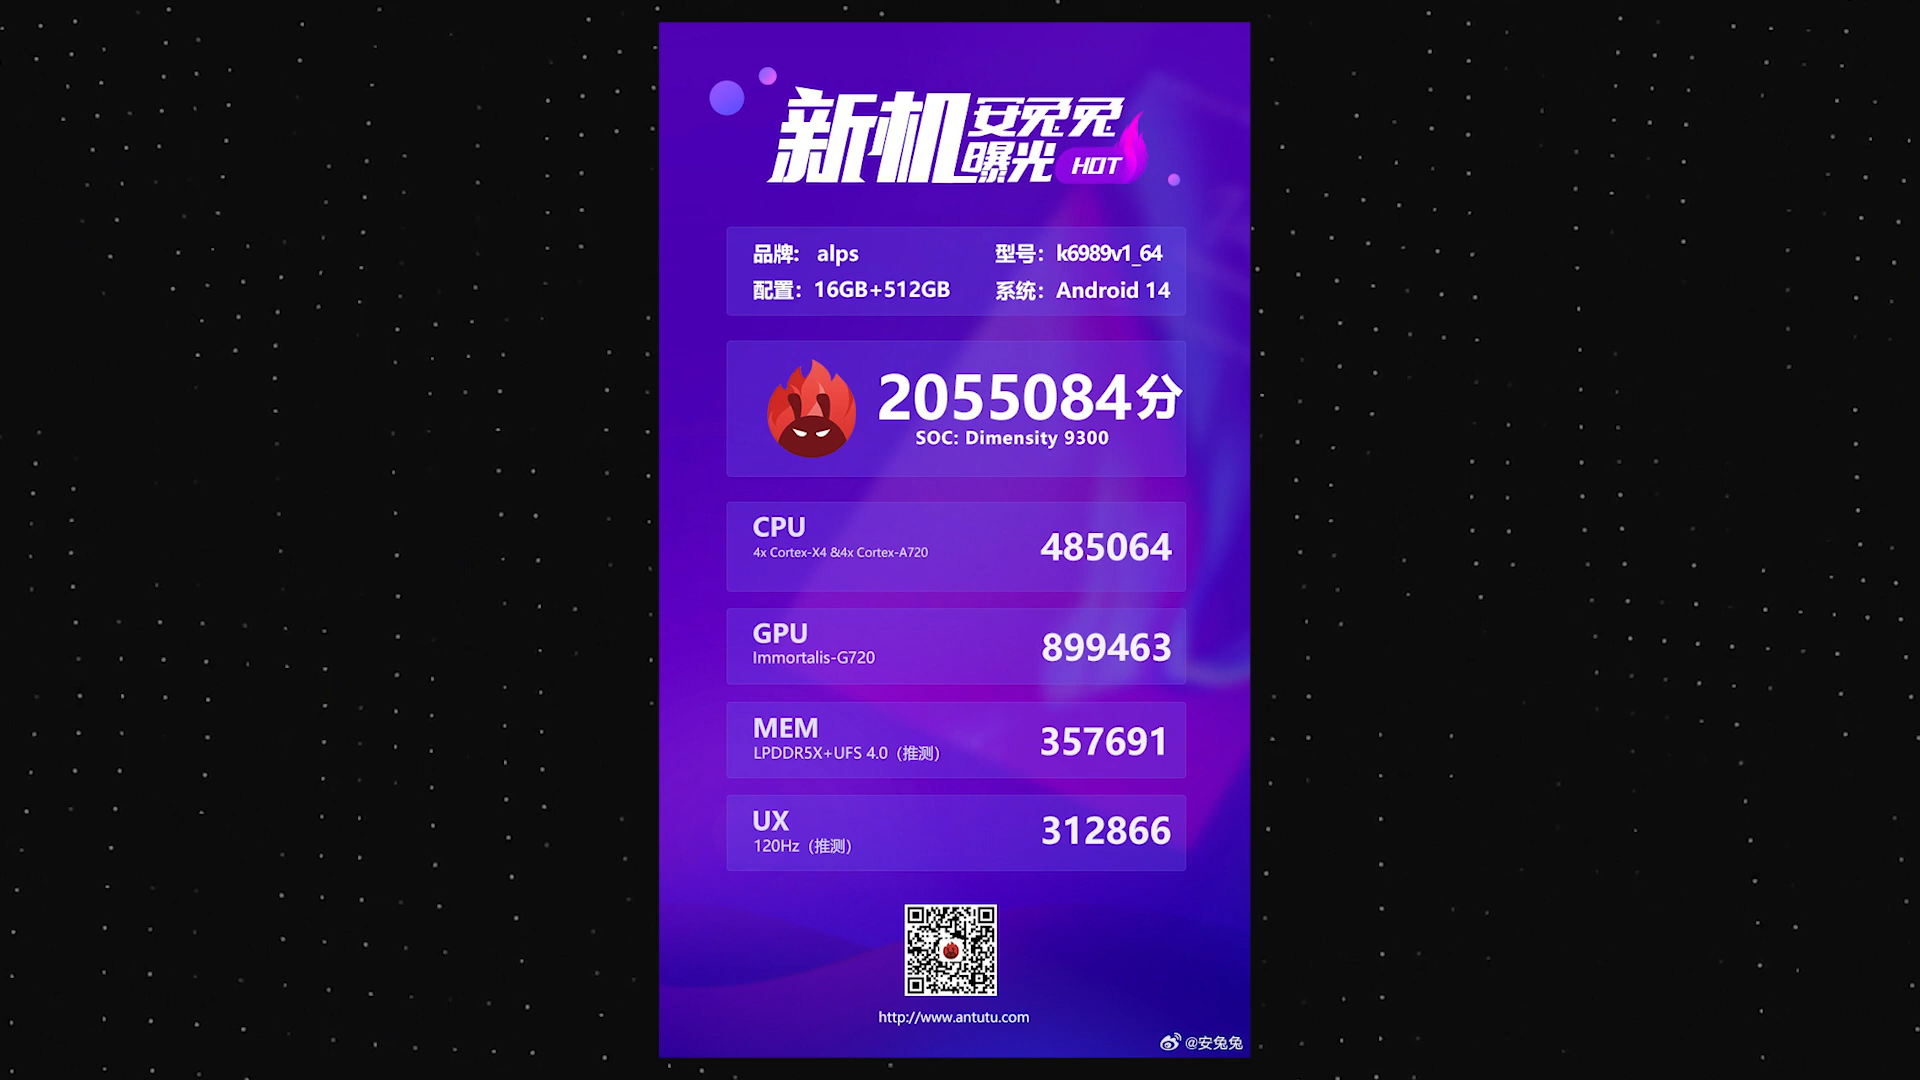 新机 安兔兔
曝光 HOT
品牌： alps 型号：k6989v1_64
配置：16GB+512GB 系统：Android 14
2055084分
SOC: Dimensity 9300
CPU
4x Cortex-X4 &4x Cortex-A720
485064
GPU
Immortalis-G720
899463
MEM
LPDDR5X+UFS 4.0（推测）
357691
UX
120Hz（推测）
312866
http://www.antutu.com
@安兔兔